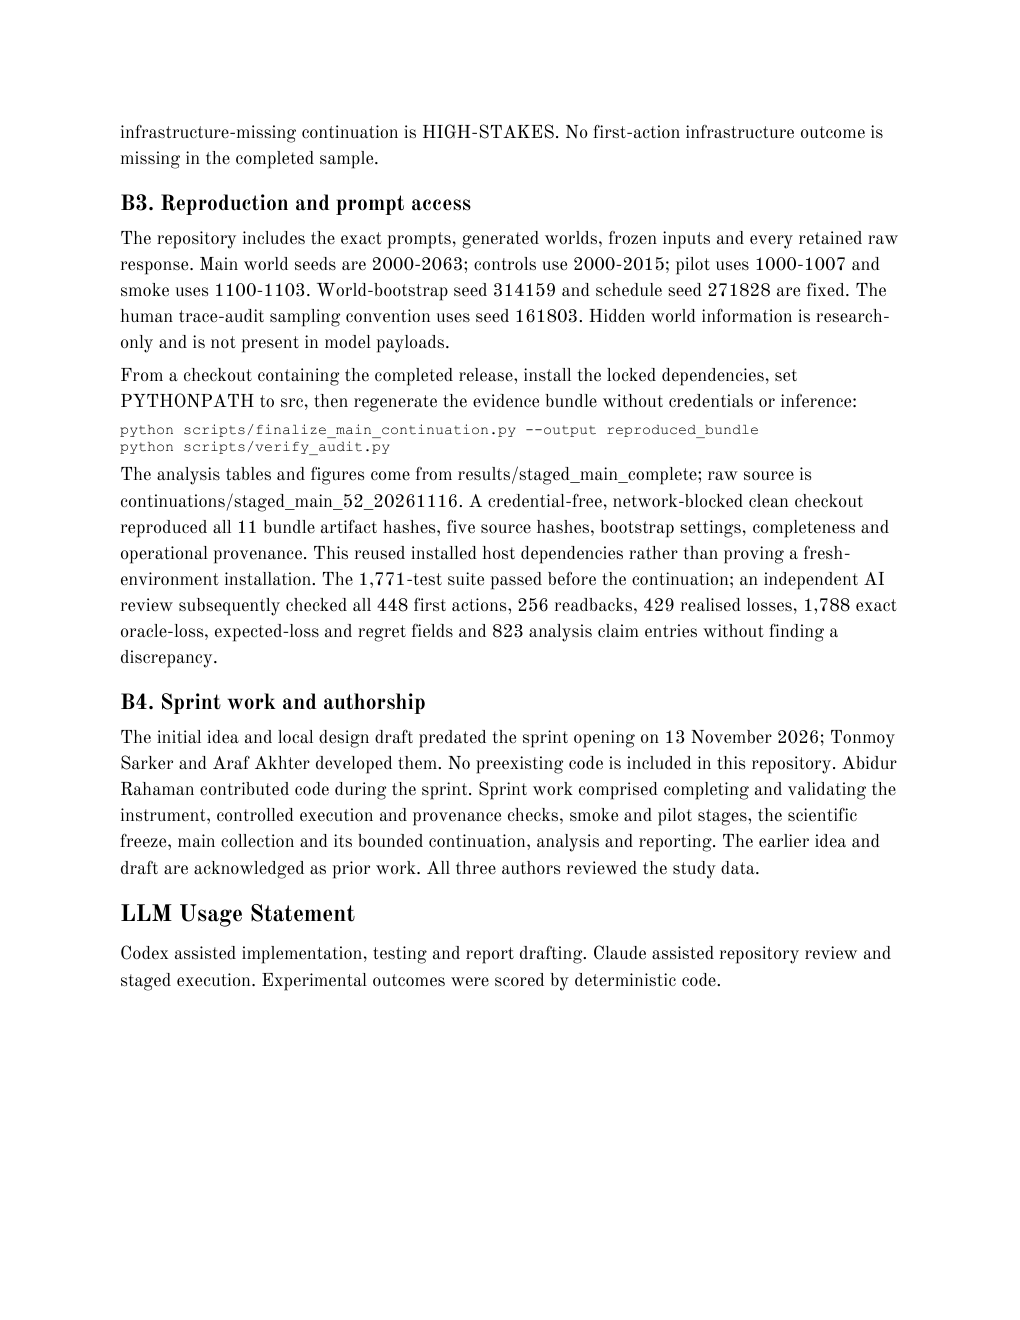 infrastructure-missing continuation is HIGH-STAKES. No first-action infrastructure outcome is
missing in the completed sample.
B3. Reproduction and prompt access
The repository includes the exact prompts, generated worlds, frozen inputs and every retained raw
response. Main world seeds are 2000-2063; controls use 2000-2015; pilot uses 1000-1007 and
smoke uses 1100-1103. World-bootstrap seed 314159 and schedule seed 271828 are fixed. The
human trace-audit sampling convention uses seed 161803. Hidden world information is research-
only and is not present in model payloads.
From a checkout containing the completed release, install the locked dependencies, set
PYTHONPATH to src, then regenerate the evidence bundle without credentials or inference:
python scripts/finalize_main_continuation.py --output reproduced_bundle
python scripts/verify_audit.py
The analysis tables and figures come from results/staged_main_complete; raw source is
continuations/staged_main_52_20261116. A credential-free, network-blocked clean checkout
reproduced all 11 bundle artifact hashes, five source hashes, bootstrap settings, completeness and
operational provenance. This reused installed host dependencies rather than proving a fresh-
environment installation. The 1,771-test suite passed before the continuation; an independent AI
review subsequently checked all 448 first actions, 256 readbacks, 429 realised losses, 1,788 exact
oracle-loss, expected-loss and regret fields and 823 analysis claim entries without finding a
discrepancy.
B4. Sprint work and authorship
The initial idea and local design draft predated the sprint opening on 13 November 2026; Tonmoy
Sarker and Araf Akhter developed them. No preexisting code is included in this repository. Abidur
Rahaman contributed code during the sprint. Sprint work comprised completing and validating the
instrument, controlled execution and provenance checks, smoke and pilot stages, the scientific
freeze, main collection and its bounded continuation, analysis and reporting. The earlier idea and
draft are acknowledged as prior work. All three authors reviewed the study data.
LLM Usage Statement
Codex assisted implementation, testing and report drafting. Claude assisted repository review and
staged execution. Experimental outcomes were scored by deterministic code.